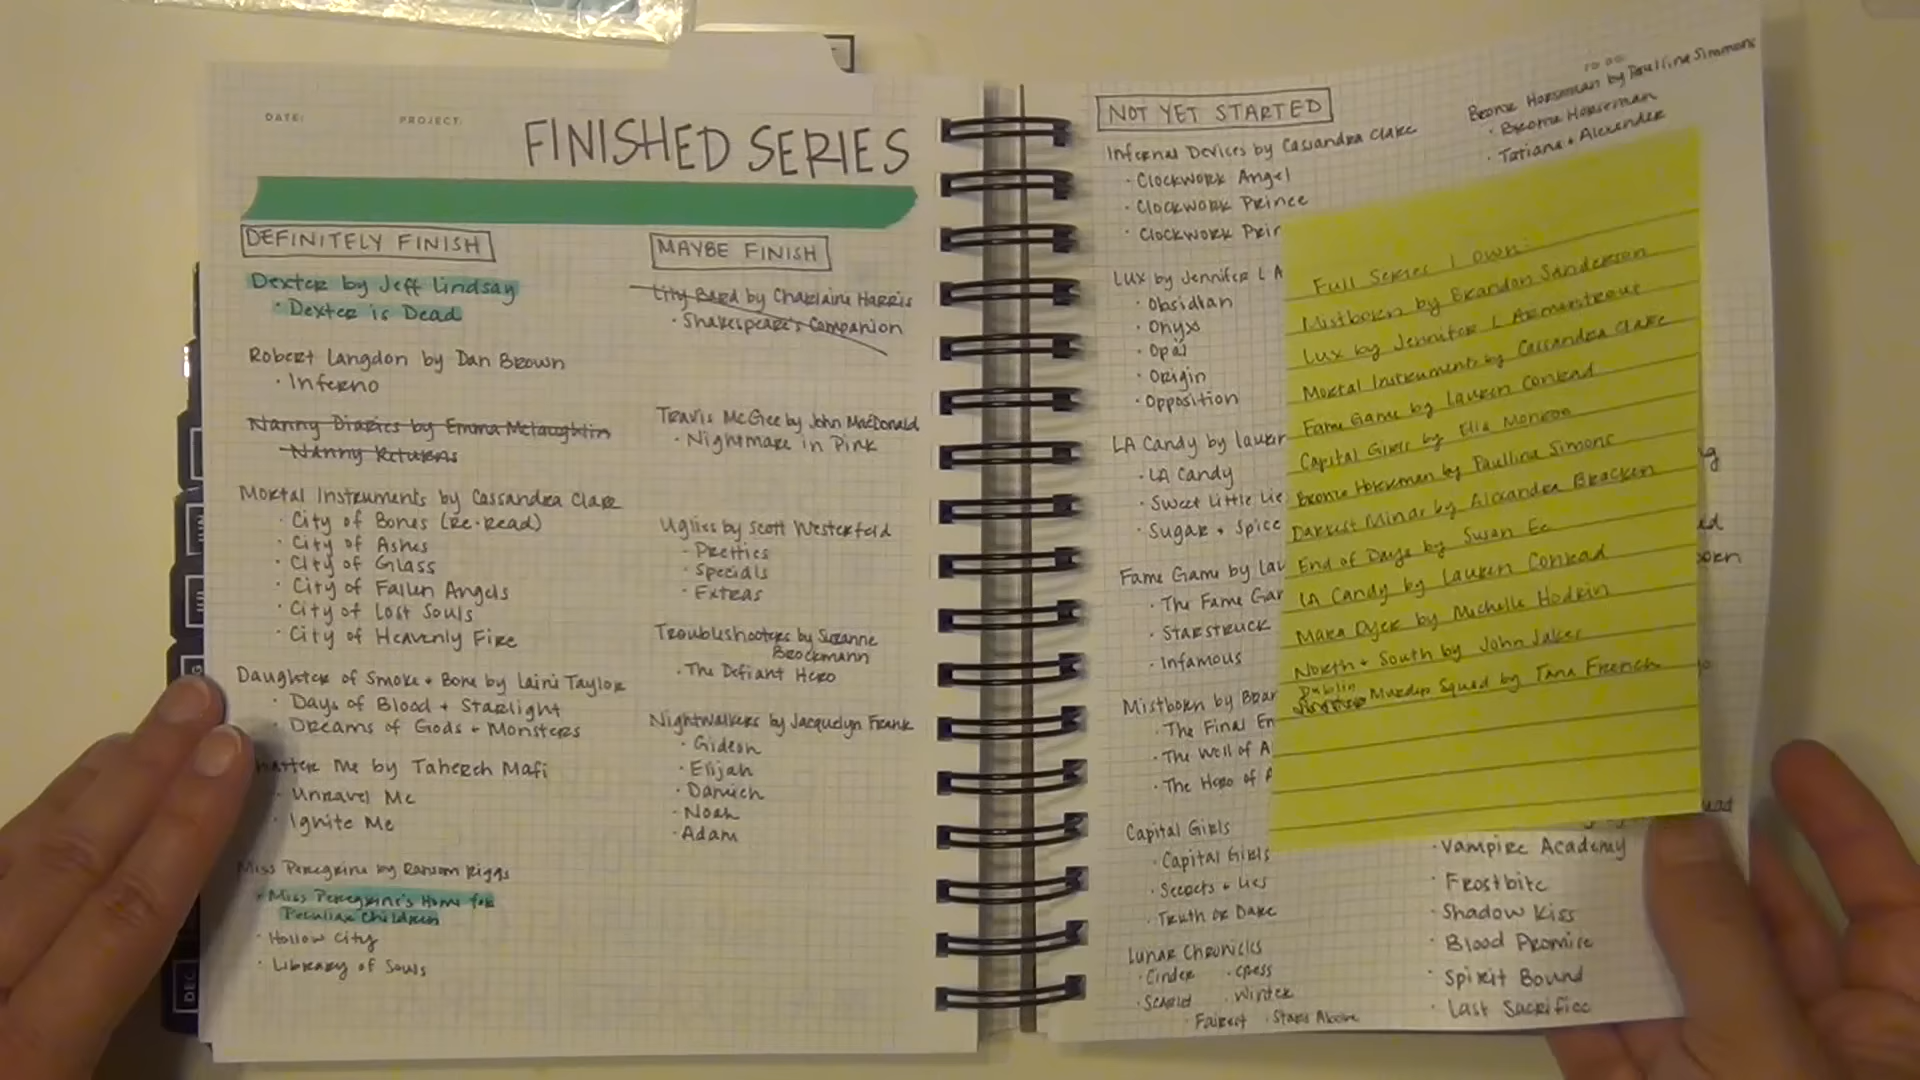 DATE:
PROJECT:
FINISHED SERIES
DEFINITELY FINISH
Dexter by Jeff Lindsay
· Dexter is Dead
Robert Langdon by Dan Brown
· Inferno
Nanny Diaries by Emma Mclaughlin
- Nanny Returns
Mortal Instruments by Cassandra Clare
· City of Bones (re-read)
· City of Ashes
· City of Glass
· City of Fallen Angels
· City of Lost Souls
· City of Heavenly Fire
Daughter of Smoke + Bone by Laini Taylor
· Days of Blood + Starlight
· Dreams of Gods + Monsters
Me by Tahereh Mafi
· Unravel Me
· Ignite Me
Miss Peregrine by Ransom Riggs
· Miss Peregrine's Home for
Peculiar Children
· Hollow City
· Library of Souls
MAYBE FINISH
Lily Bard by Charlaine Harris
· Shakespeare's Companion
Travis McGee by John MacDonald
· Nightmare in Pink
Uglies by Scott Westerfeld
- Pretties
· Specials
· Extras
Troubleshooters by Suzanne
Brockmann
· The Defiant Hero
Nightwalkers by Jacquelyn Frank
· Gideon
· Elijah
· Damien
· Noah
· Adam
NOT YET STARTED
Infernal Devices by Cassandra Clare
· Clockwork Angel
· Clockwork Prince
· Clockwork Prin
Lux by Jennifer L A
· Obsidian
· Onyx
· Opal
· Origin
· Opposition
LA Candy by Laur
· LA Candy
· Sweet Little Lie
· Sugar + Spice
Fame Game by Lau
· The Fame Gam
· Starstruck
· Infamous
Mistborn by Bran
· The Final Em
· The Well of A
· The Hero of A
Capital Girls
· Capital Girls
· Secrets + Lies
· Truth or Dare
Lunar Chronicles
· Cinder · Cress
· Scarlet · Winter
· Fairest · Stars Above
Bronze Horseman by Paullina Simmons
· Bronze Horseman
· Tatiana + Alexander
Full Series I own:
Mistborn by Brandon Sanderson
Lux by Jennifer L Armentrout
Mortal Instruments by Cassandra Clare
Fame Game by Lauren Conrad
Capital Girls by Ella Monroe
Bronze Horseman by Paullina Simons
Darkest Minds by Alexandra Bracken
End of Days by Susan Ee
LA Candy by Lauren Conrad
Mara Dyer by Michelle Hodkin
North + South by John Jakes
Dublin
Murder Squad by Tana French
· Vampire Academy
· Frostbite
· Shadow Kiss
· Blood Promise
· Spirit Bound
· Last Sacrifice
DEC